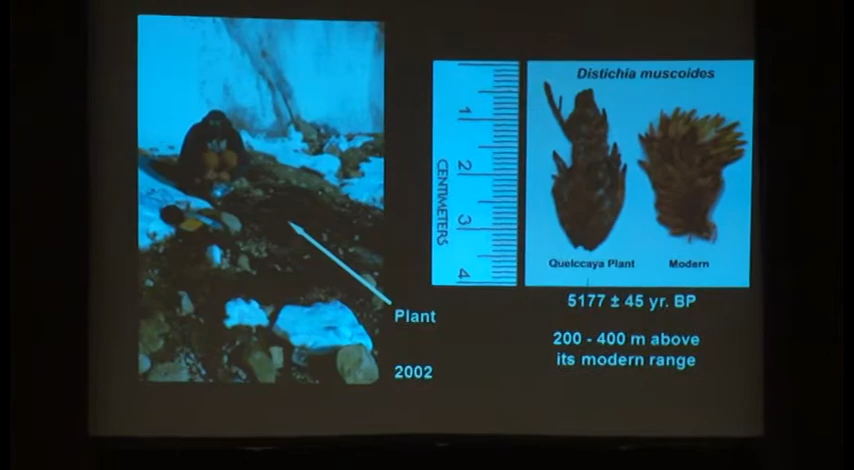 Distichia muscoides
1
2
3
4
CENTIMETERS
Quelccaya Plant
Modern
5177 ± 45 yr. BP
200 - 400 m above
its modern range
Plant
2002